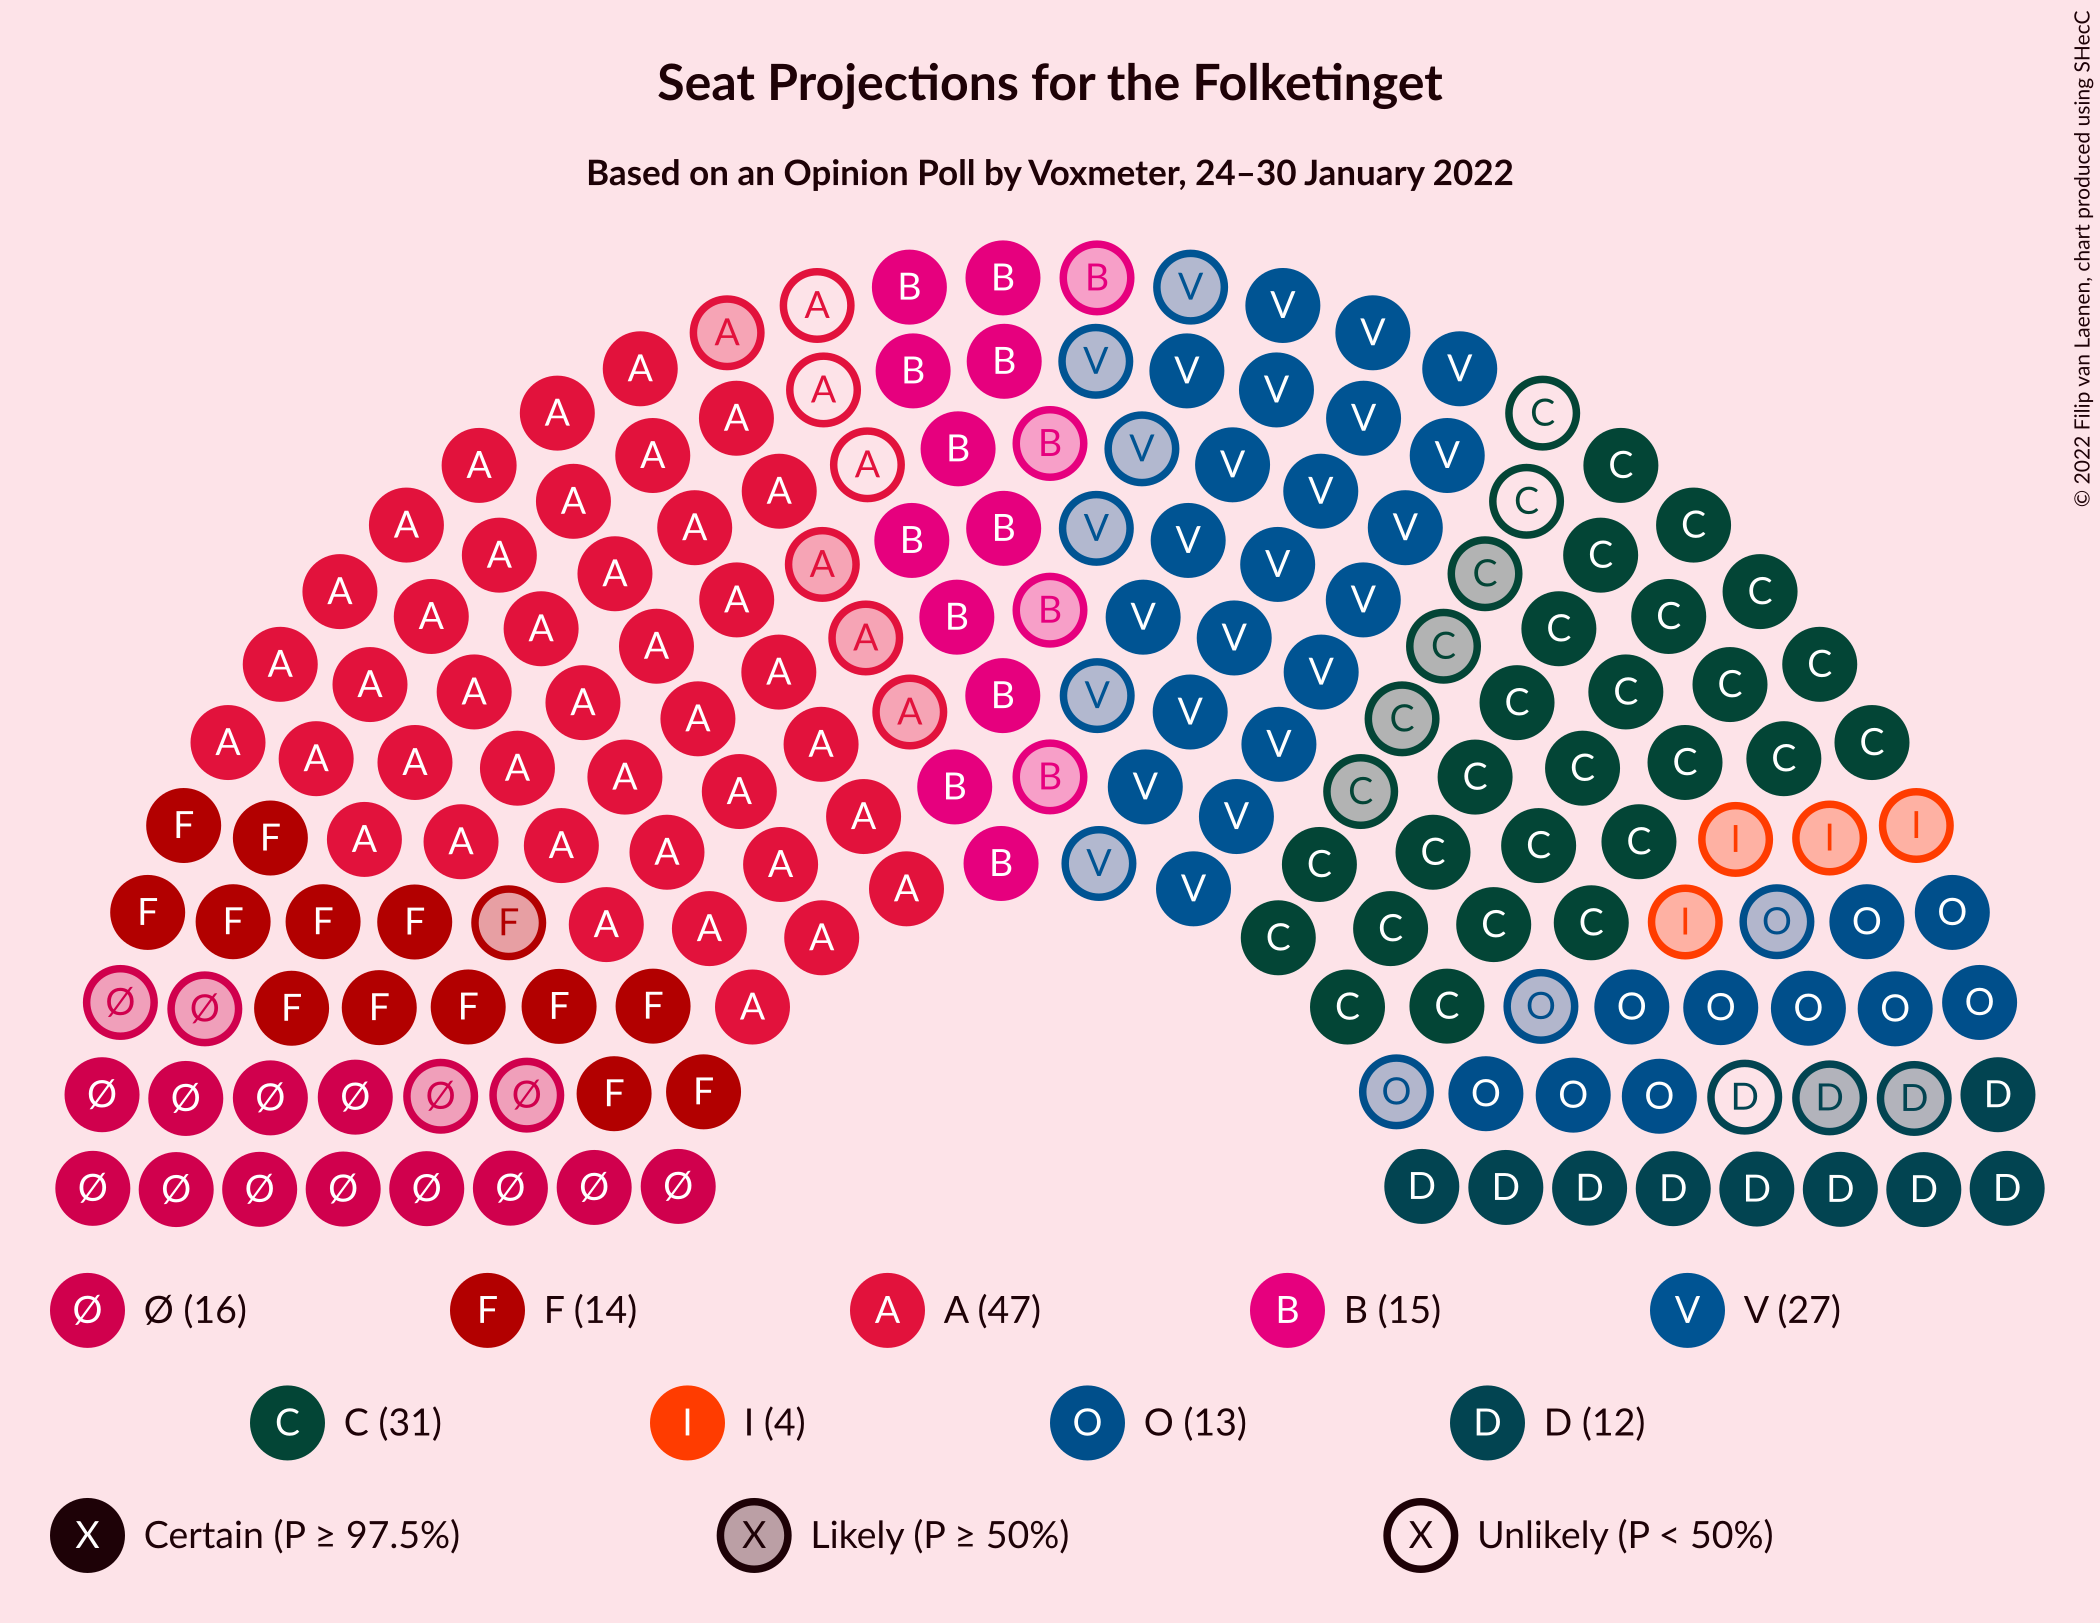 Seat Projections for the Folketinget
Based on an Opinion Poll by Voxmeter, 24–30 January 2022
© 2022 Filip van Laenen, chart produced using SHecC
A B B B V V
A V
A A B B V V V V
A A V C
A A A B B V V V C
A A V C
A A A B B V V V C C
A A A A V V C C
A A A A B B V V C C C
A A A A A B V V C C C C
A A A A A A A V V C C C C C
A A B B V C C
F F A A A A A A B V V C C C C I I I
F F F F F A A A A V C C C C I O O O
Ø Ø F F F F F A C C O O O O O O
Ø Ø Ø Ø Ø Ø F F O O O O D D D D
Ø Ø Ø Ø Ø Ø Ø Ø D D D D D D D D
Ø Ø (16) F F (14) A A (47) B B (15) V V (27)
C C (31) I I (4) O O (13) D D (12)
X Certain (P ≥ 97.5%) X Likely (P ≥ 50%) X Unlikely (P < 50%)